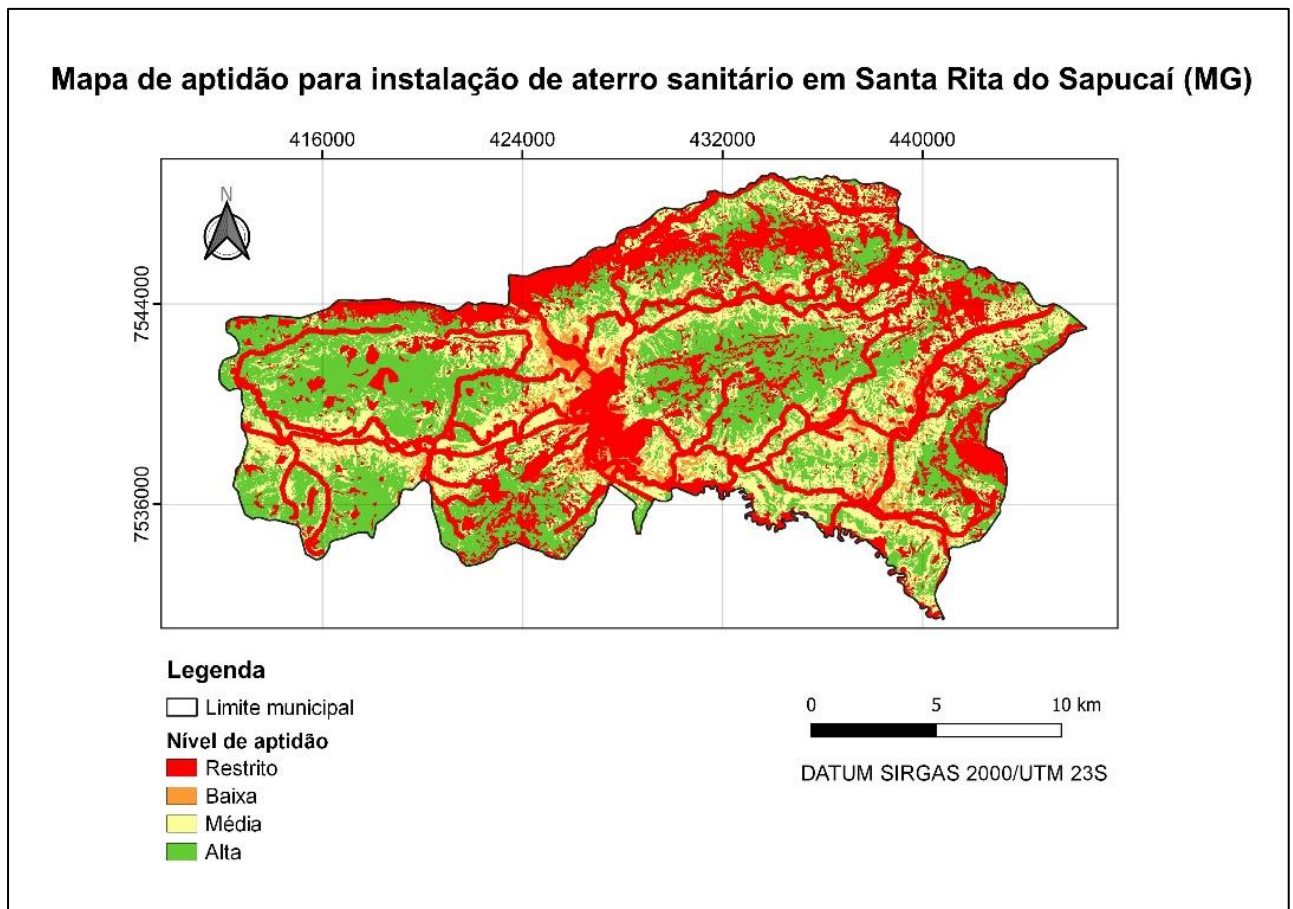 Mapa de aptidão para instalação de aterro sanitário em Santa Rita do Sapucaí (MG)
416000 424000 432000 440000
N
7544000
7536000
Legenda
Limite municipal
Nível de aptidão
Restrito
Baixa
Média
Alta
0 5 10 km
DATUM SIRGAS 2000/UTM 23S